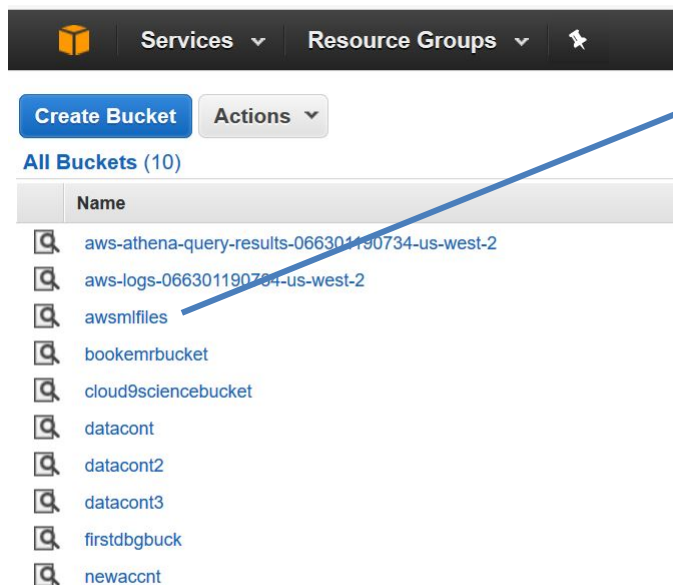 Services Resource Groups
Create Bucket Actions
All Buckets (10)
Name
aws-athena-query-results-066301190734-us-west-2
aws-logs-066301190734-us-west-2
awsmlfiles
bookemrbucket
cloud9sciencebucket
datacont
datacont2
datacont3
firstdbgbuck
newaccnt